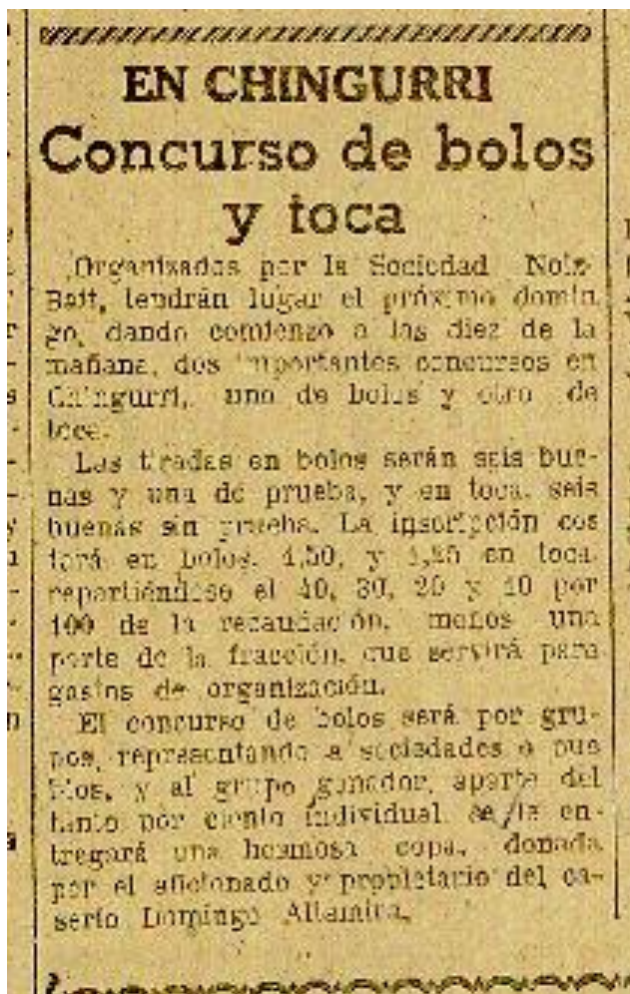 EN CHINGURRI
Concurso de bolos
y toca
Organizados por la Sociedad
Batt, tendrán lugar el próximo domin
go, dando comienzo a las diez de la
mañana, dos importantes concursos en
Chingurri, uno de bolos y otro de
toca.
Las tiradas en bolos serán seis bue-
nas y una de prueba, y en toca, seis
buenas sin prueba. La inscripción cos
tará en bolos, y en toca,
repartiéndose el 40, 30, 20 y 10 por
100 de la recaudación, menos una
parte de la fracción, que servirá para
gastos de organización.
El concurso de bolos será por gru-
pos, representando a sociedades o pue
blos, y al grupo ganador, aparte del
tanto por ciento individual se le en-
tregará una hermosa copa, donada
por el aficionado y propietario del ca-
serío Domingo Altamira.